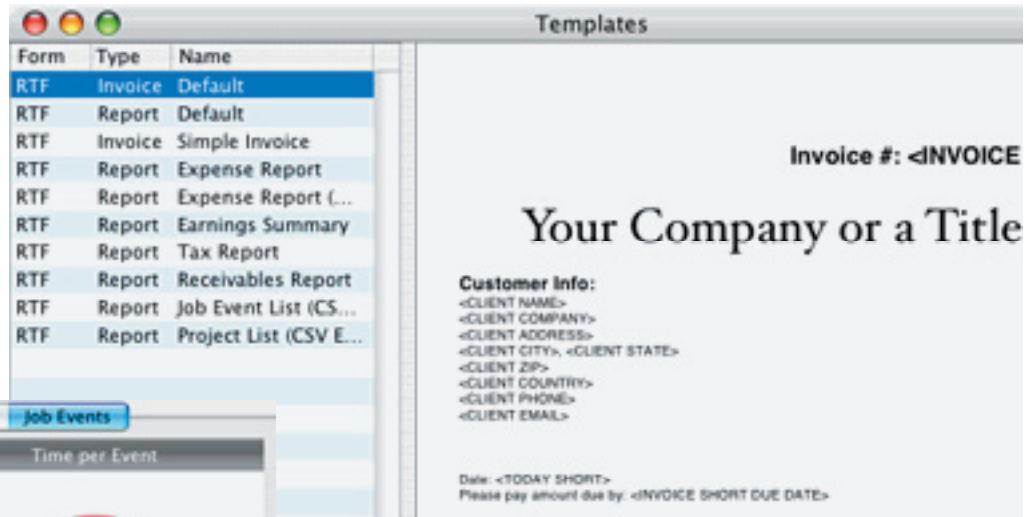 Templates
Form Type Name
RTF Invoice Default
RTF Report Default
RTF Invoice Simple Invoice
RTF Report Expense Report
RTF Report Expense Report (...
RTF Report Earnings Summary
RTF Report Tax Report
RTF Report Receivables Report
RTF Report Job Event List (CS...
RTF Report Project List (CSV E...
Job Events
Time per Event
Invoice #: <INVOICE
Your Company or a Title
Customer Info:
<CLIENT NAME>
<CLIENT COMPANY>
<CLIENT ADDRESS>
<CLIENT CITY>, <CLIENT STATE>
<CLIENT ZIP>
<CLIENT COUNTRY>
<CLIENT PHONE>
<CLIENT EMAIL>
Date: <TODAY SHORT>
Please pay amount due by: <INVOICE SHORT DUE DATE>